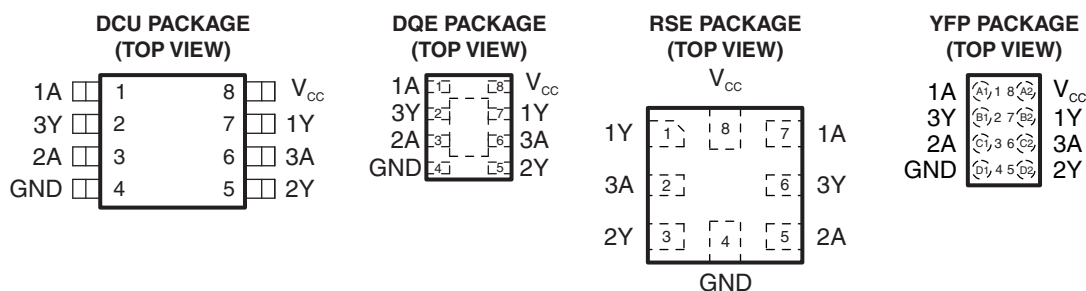 DCU PACKAGE
(TOP VIEW)
1A 1 8 VCC
3Y 2 7 1Y
2A 3 6 3A
GND 4 5 2Y
DQE PACKAGE
(TOP VIEW)
1A 1 8 VCC
3Y 2 7 1Y
2A 3 6 3A
GND 4 5 2Y
RSE PACKAGE
(TOP VIEW)
VCC
1Y 1 8 7 1A
3A 2 6 3Y
2Y 3 4 5 2A
GND
YFP PACKAGE
(TOP VIEW)
1A A1 1 8 A2 VCC
3Y B1 2 7 B2 1Y
2A C1 3 6 C2 3A
GND D1 4 5 D2 2Y